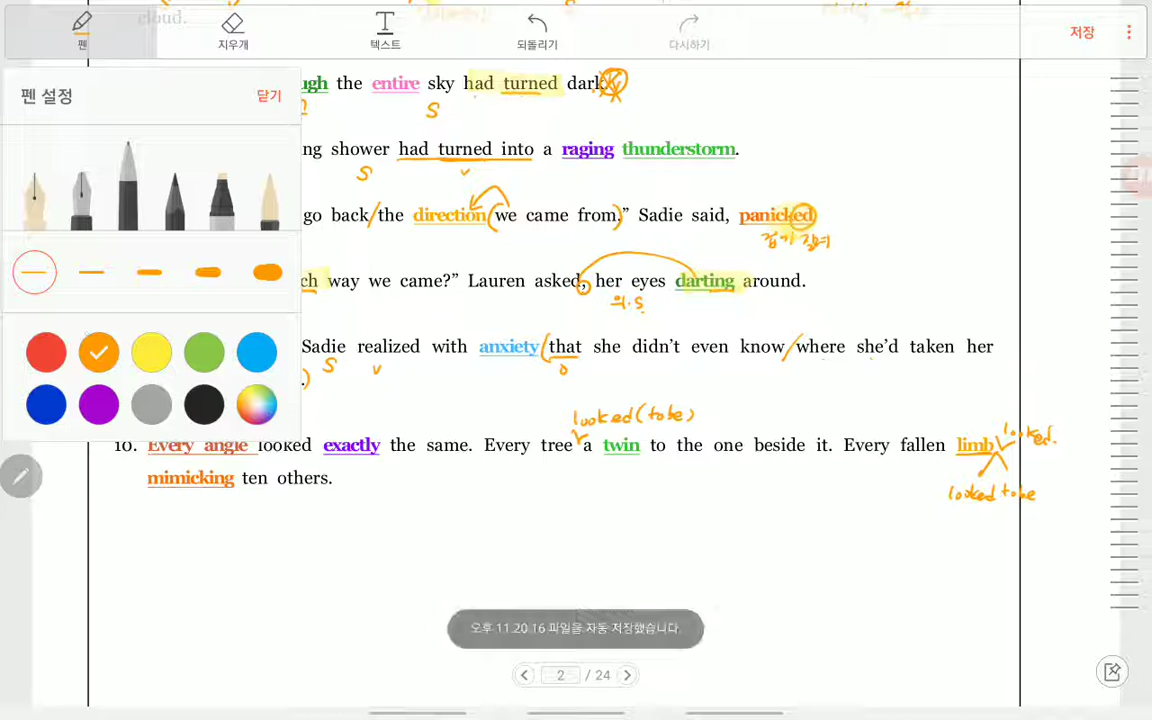 cloud.
펜
지우개
텍스트
되돌리기
다시하기
저장
펜 설정
닫기
ugh the entire sky had turned dark.
S
ng shower had turned into a raging thunderstorm.
S v
go back/the direction (we came from,)” Sadie said, panicked
겁에 질려
ch way we came?” Lauren asked, her eyes darting around.
의.S
Sadie realized with anxiety (that she didn’t even know/where she’d taken her
S v o
.)
looked (to be)
looked.
10. Every angle looked exactly the same. Every tree a twin to the one beside it. Every fallen limb
mimicking ten others.
looked to be
오후 11.20.16 파일을 자동 저장했습니다.
2 / 24